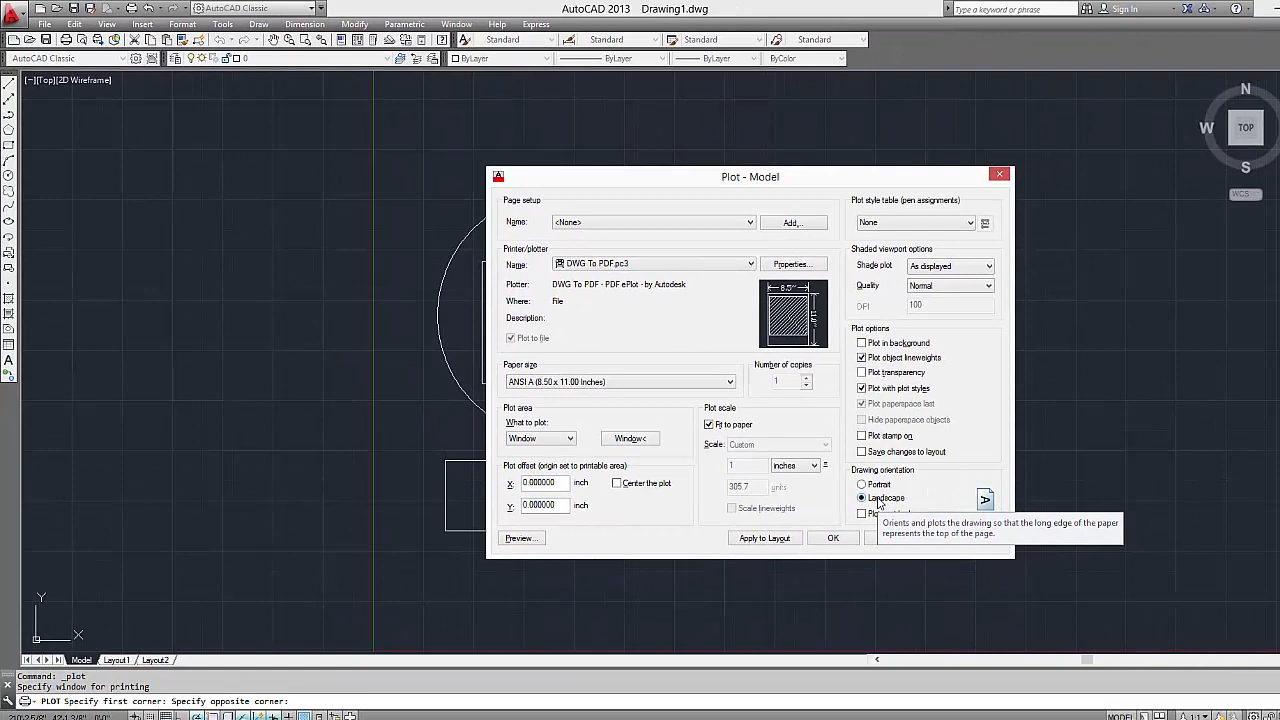 AutoCAD Classic
AutoCAD 2013 Drawing1.dwg
Type a keyword or phrase
Sign In
File Edit View Insert Format Tools Draw Dimension Modify Parametric Window Help Express
Standard Standard Standard Standard
AutoCAD Classic 0 ByLayer ByLayer ByLayer ByColor
[−][Top][2D Wireframe]
N
W TOP
S
WCS
Plot - Model
Page setup
Name: <None> Add...
Printer/plotter
Name: DWG To PDF.pc3 Properties...
Plotter: DWG To PDF - PDF ePlot - by Autodesk
Where: File
Description:
Plot to file
8.5"
Paper size
ANSI A (8.50 x 11.00 Inches)
Number of copies
1
Plot area
What to plot:
Window Window<
Plot offset (origin set to printable area)
X: 0.000000 inch Center the plot
Y: 0.000000 inch
Plot scale
Fit to paper
Scale: Custom
1 inches =
305.7 units
Scale lineweights
Plot style table (pen assignments)
None
Shaded viewport options
Shade plot As displayed
Quality Normal
DPI 100
Plot options
Plot in background
Plot object lineweights
Plot transparency
Plot with plot styles
Plot paperspace last
Hide paperspace objects
Plot stamp on
Save changes to layout
Drawing orientation
Portrait
Landscape
A
Orients and plots the drawing so that the long edge of the paper
represents the top of the page.
Preview... Apply to Layout OK
Y
X
Model Layout1 Layout2
Command: _plot
Specify window for printing
PLOT Specify first corner: Specify opposite corner:
MODEL 1:1